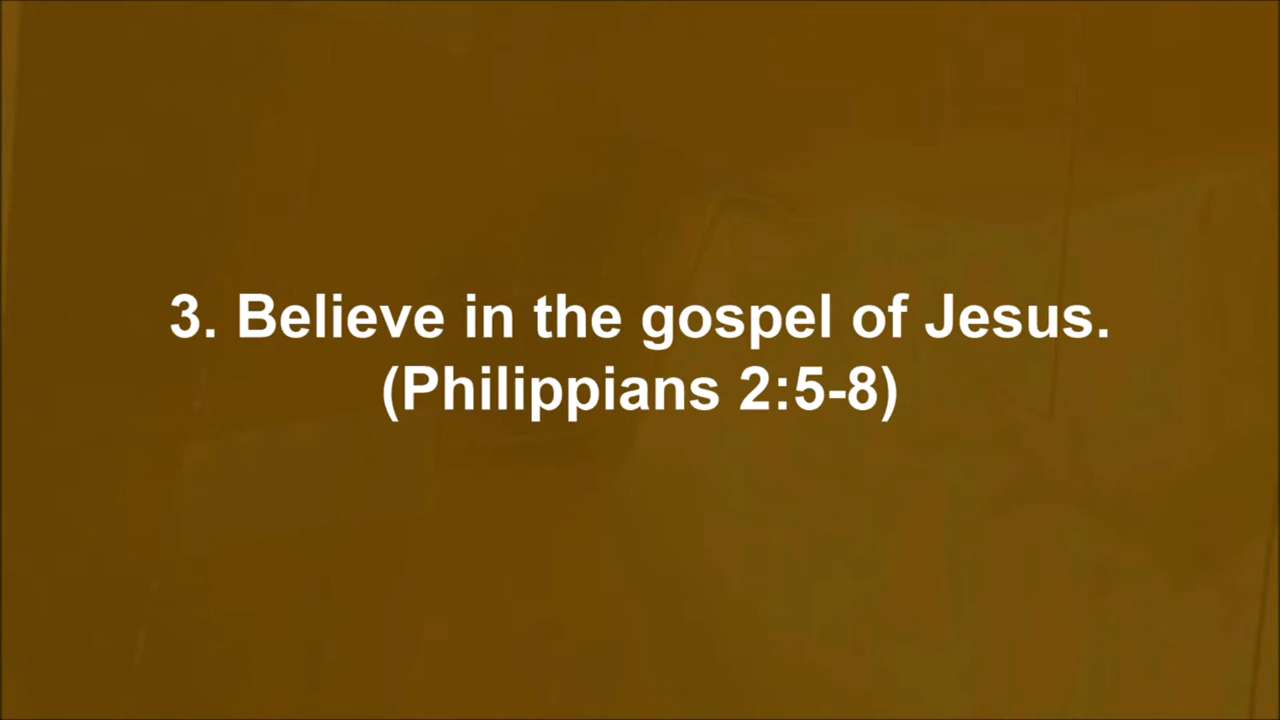 3. Believe in the gospel of Jesus.
(Philippians 2:5-8)